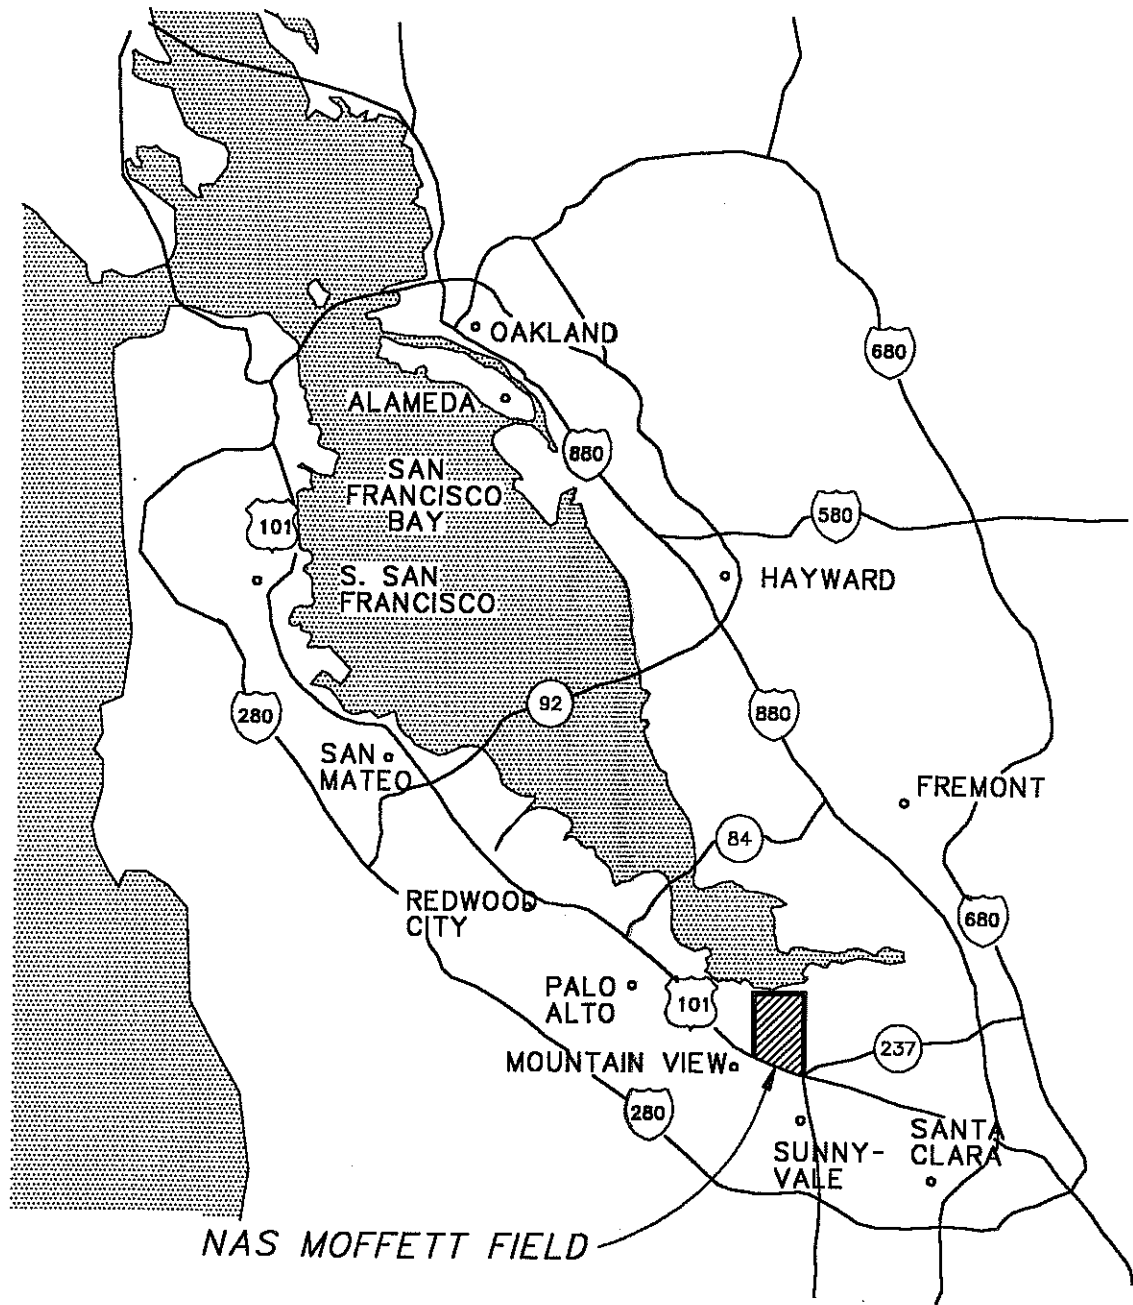 OAKLAND
680
ALAMEDA
880
SAN
FRANCISCO
BAY
580
101
S. SAN
FRANCISCO
HAYWARD
280
92
880
SAN
MATEO
FREMONT
84
REDWOOD
CITY
680
PALO
ALTO
101
237
MOUNTAIN VIEW
280
SUNNY-
VALE
SANTA
CLARA
NAS MOFFETT FIELD